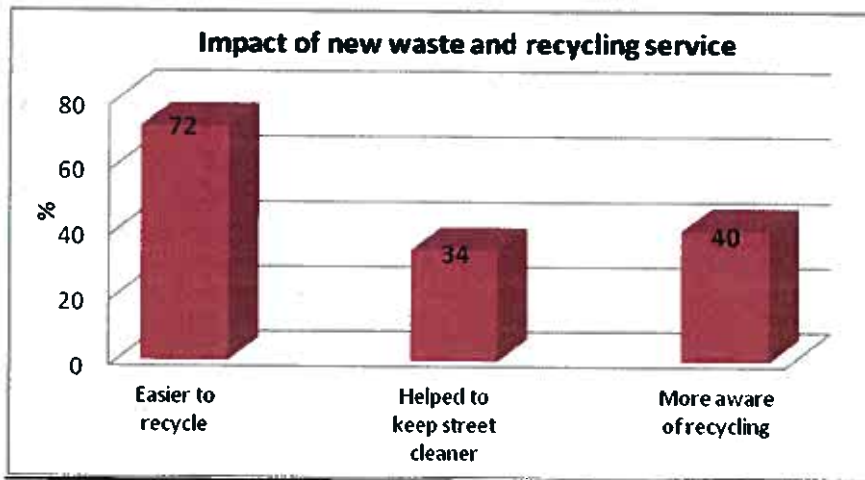 Impact of new waste and recycling service
80
60
40
20
0
%
72
34
40
Easier to
recycle
Helped to
keep street
cleaner
More aware
of recycling